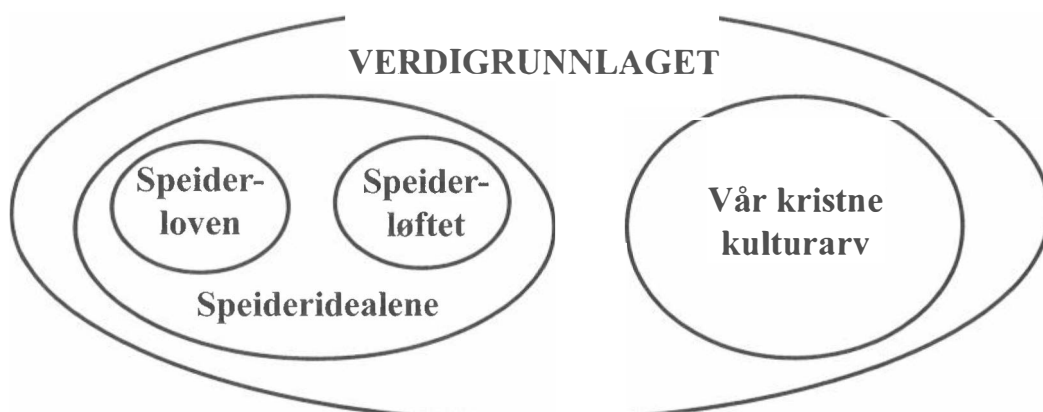 VERDIGRUNNLAGET
Speider-
loven
Speider-
løftet
Speideridealene
Vår kristne
kulturarv